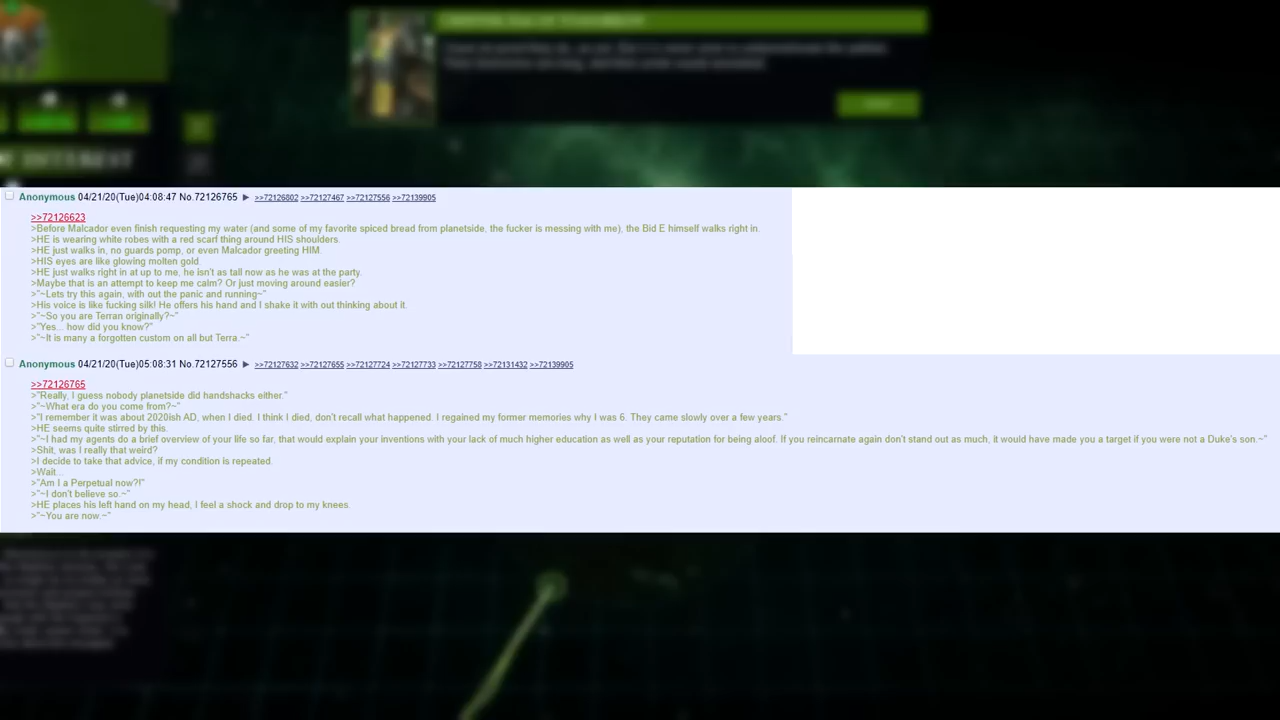 INTEREST
Anonymous 04/21/20(Tue)04:08:47 No.72126765 ▶ >>72126802 >>72127467 >>72127556 >>72139905
>>72126623
>Before Malcador even finish requesting my water (and some of my favorite spiced bread from planetside, the fucker is messing with me), the Bid E himself walks right in.
>HE is wearing white robes with a red scarf thing around HIS shoulders.
>HE just walks in, no guards pomp, or even Malcador greeting HIM.
>HIS eyes are like glowing molten gold.
>HE just walks right in at up to me, he isn't as tall now as he was at the party.
>Maybe that is an attempt to keep me calm? Or just moving around easier?
>"~Lets try this again, with out the panic and running~"
>His voice is like fucking silk! He offers his hand and I shake it with out thinking about it.
>"~So you are Terran originally?~"
>"Yes... how did you know?"
>"~It is many a forgotten custom on all but Terra.~"
Anonymous 04/21/20(Tue)05:08:31 No.72127556 ▶ >>72127632 >>72127655 >>72127724 >>72127733 >>72127758 >>72131432 >>72139905
>>72126765
>"Really, I guess nobody planetside did handshacks either."
>"~What era do you come from?~"
>"I remember it was about 2020ish AD, when I died. I think I died, don't recall what happened. I regained my former memories why I was 6. They came slowly over a few years."
>HE seems quite stirred by this.
>"~I had my agents do a brief overview of your life so far, that would explain your inventions with your lack of much higher education as well as your reputation for being aloof. If you reincarnate again don't stand out as much, it would have made you a target if you were not a Duke's son.~"
>Shit, was I really that weird?
>I decide to take that advice, if my condition is repeated.
>Wait...
>"Am I a Perpetual now?!"
>"~I don't believe so.~"
>HE places his left hand on my head, I feel a shock and drop to my knees.
>"~You are now.~"